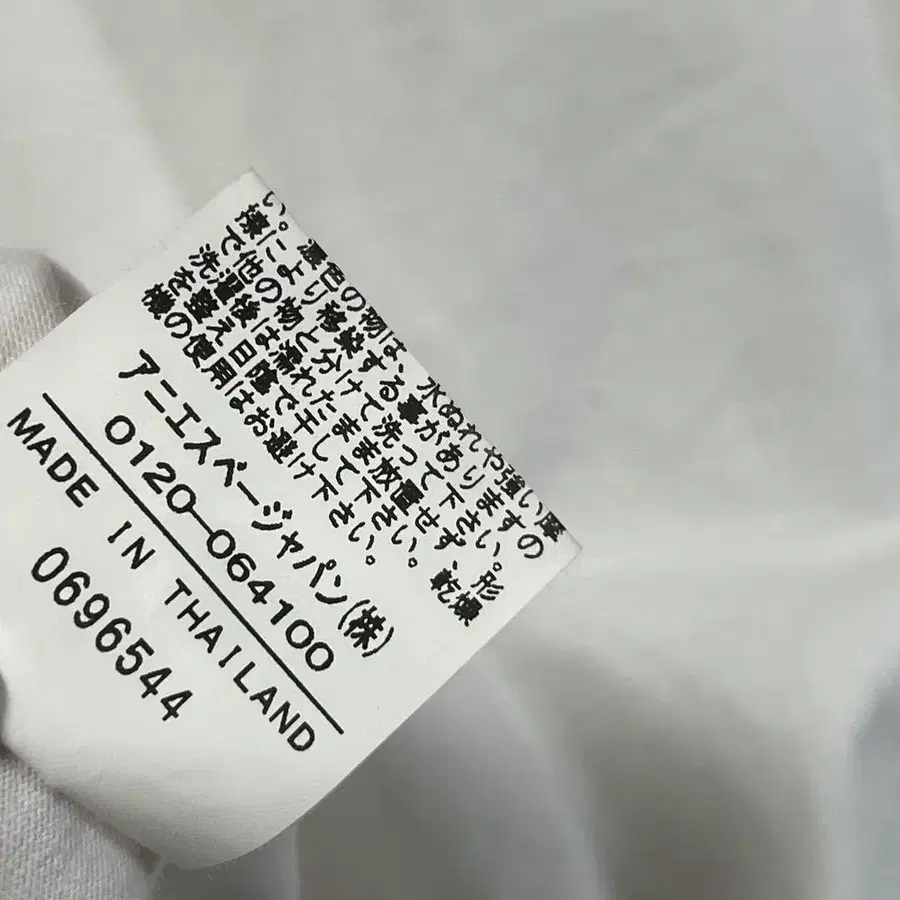 い。濃色の物は、水ぬれや強い摩
擦により移染する事がありますの
で他の物と分けて洗って下さい。
洗濯後は濡れたまま放置せず、形
を整え日陰で干して下さい。乾燥
機の使用はお避け下さい。
アニエスベージャパン(株)
0120-064100
MADE IN THAILAND
0696544